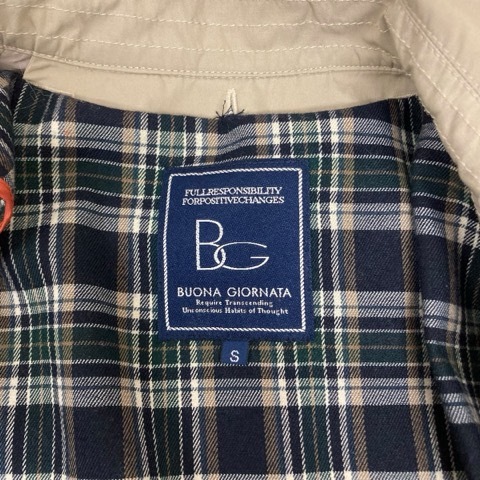 FULLRESPONSIBILITY
FORPOSITIVECHANGES
BG
BUONA GIORNATA
Require Transcending
Unconscious Habits of Thought
S